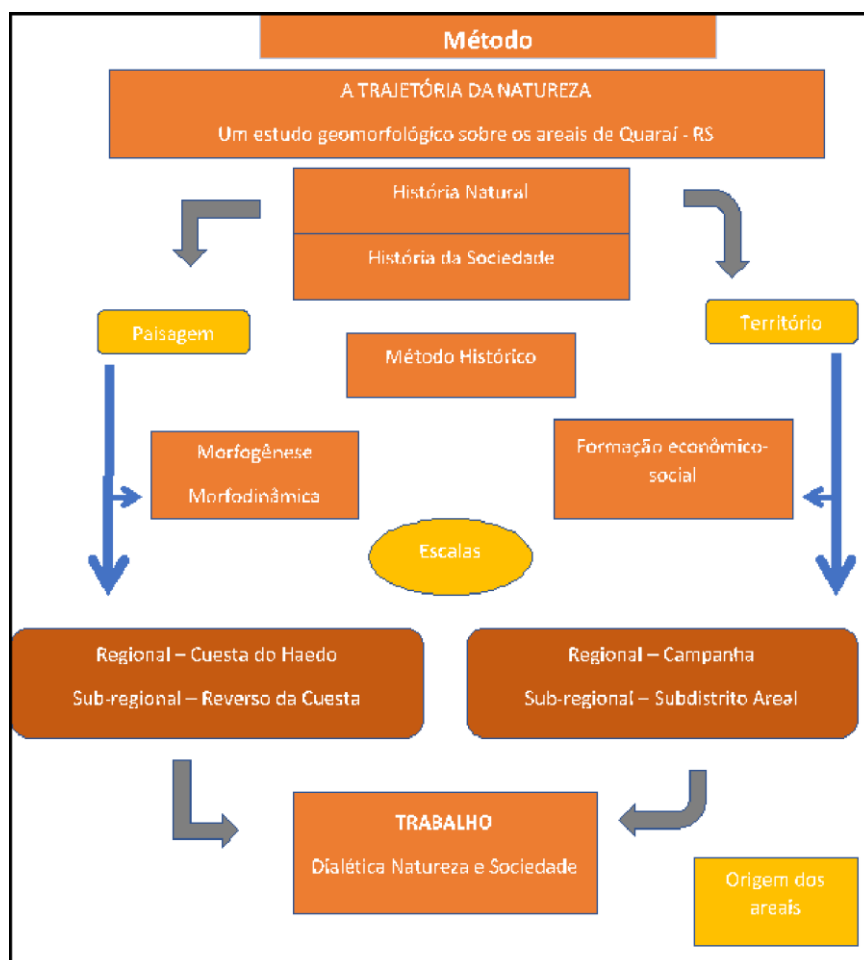 Método
A TRAJETÓRIA DA NATUREZA
Um estudo geomorfológico sobre os areais de Quaraí - RS
História Natural
História da Sociedade
Paisagem
Território
Método Histórico
Morfogênese
Morfodinâmica
Formação econômico-
social
Escalas
Regional – Cuesta do Haedo
Sub-regional – Reverso da Cuesta
Regional – Campanha
Sub-regional – Subdistrito Areal
TRABALHO
Dialética Natureza e Sociedade
Origem dos
areais